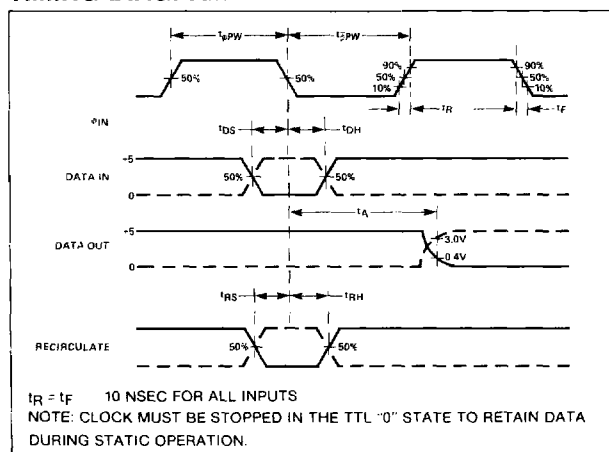 tφPW tφ̅PW
90% 90%
50% 50% 50% 50%
10% 10%
φIN
tR tF
tDS tDH
+5
DATA IN 50% 50%
0
tA
+5
DATA OUT 3.0V
0.4V
0
tRS tRH
RECIRCULATE 50% 50%
tR = tF 10 NSEC FOR ALL INPUTS
NOTE: CLOCK MUST BE STOPPED IN THE TTL "0" STATE TO RETAIN DATA
DURING STATIC OPERATION.